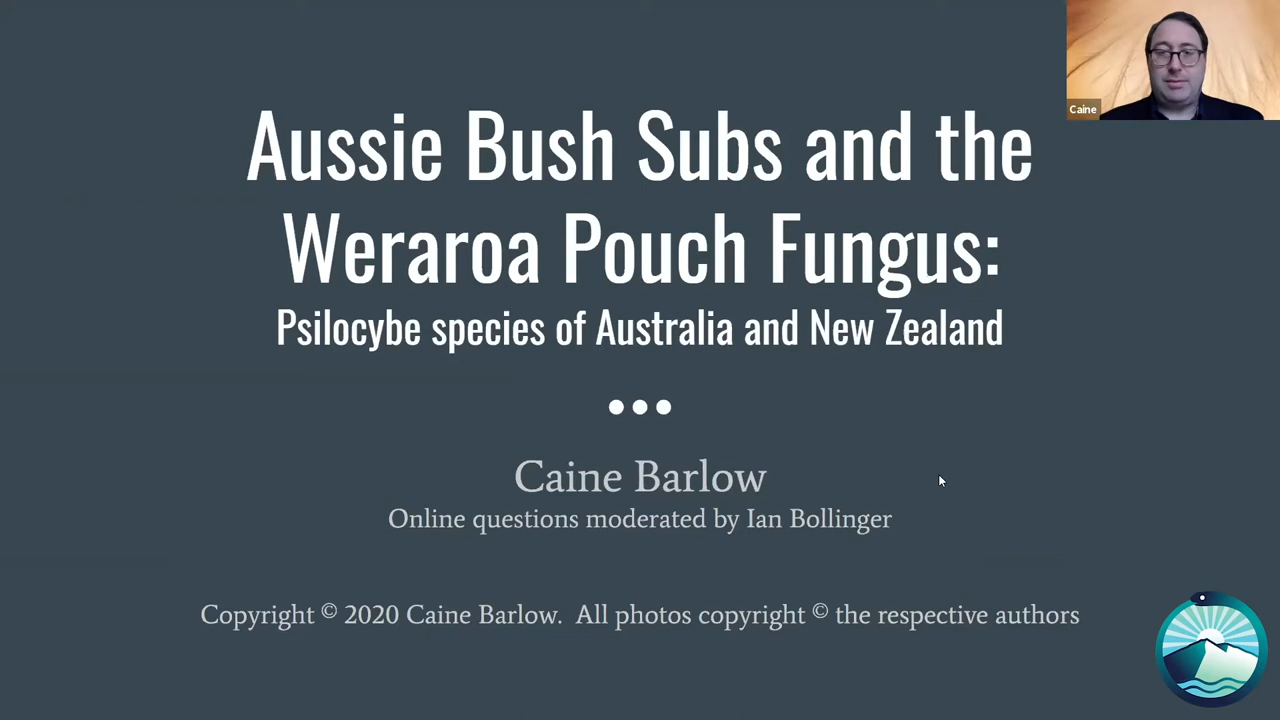 Caine
Aussie Bush Subs and the
Weraroa Pouch Fungus:
Psilocybe species of Australia and New Zealand
Caine Barlow
Online questions moderated by Ian Bollinger
Copyright © 2020 Caine Barlow.  All photos copyright © the respective authors